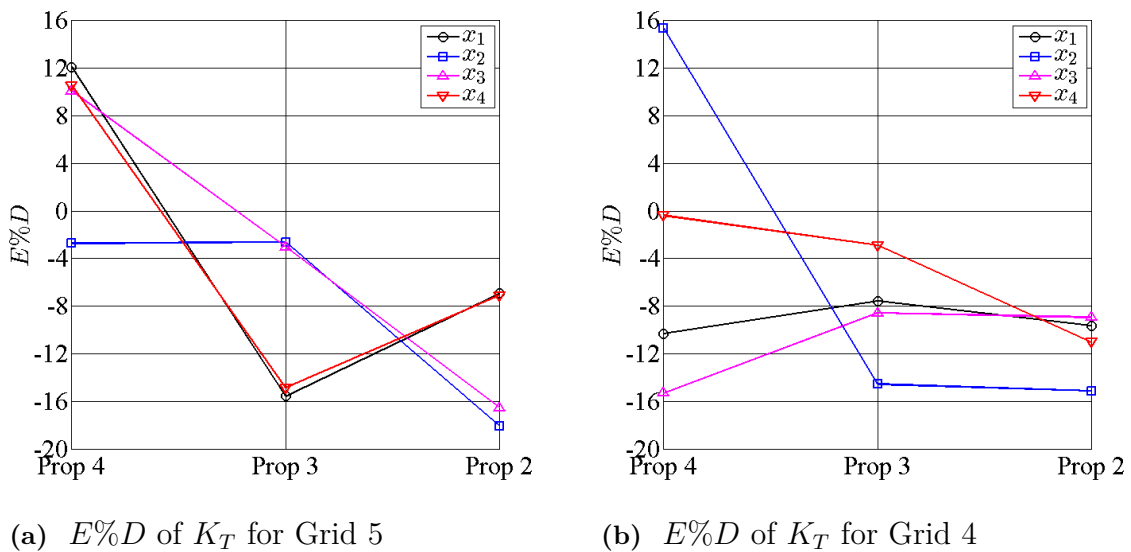 16
12
8
4
0
-4
-8
-12
-16
-20
E%D
Prop 4 Prop 3 Prop 2
x₁
x₂
x₃
x₄
(a) E%D of K_T for Grid 5
16
12
8
4
0
-4
-8
-12
-16
-20
E%D
Prop 4 Prop 3 Prop 2
x₁
x₂
x₃
x₄
(b) E%D of K_T for Grid 4